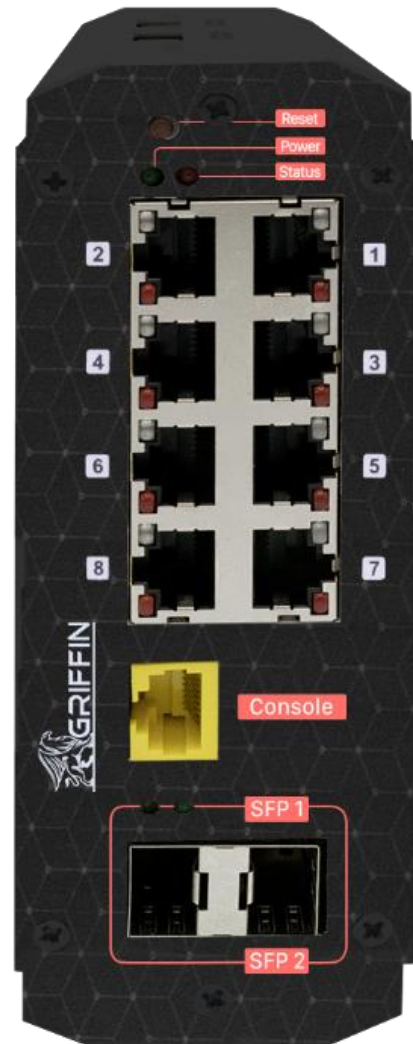 Reset
Power
Status
2
1
4
3
6
5
8
7
GRIFFIN
Console
SFP 1
SFP 2